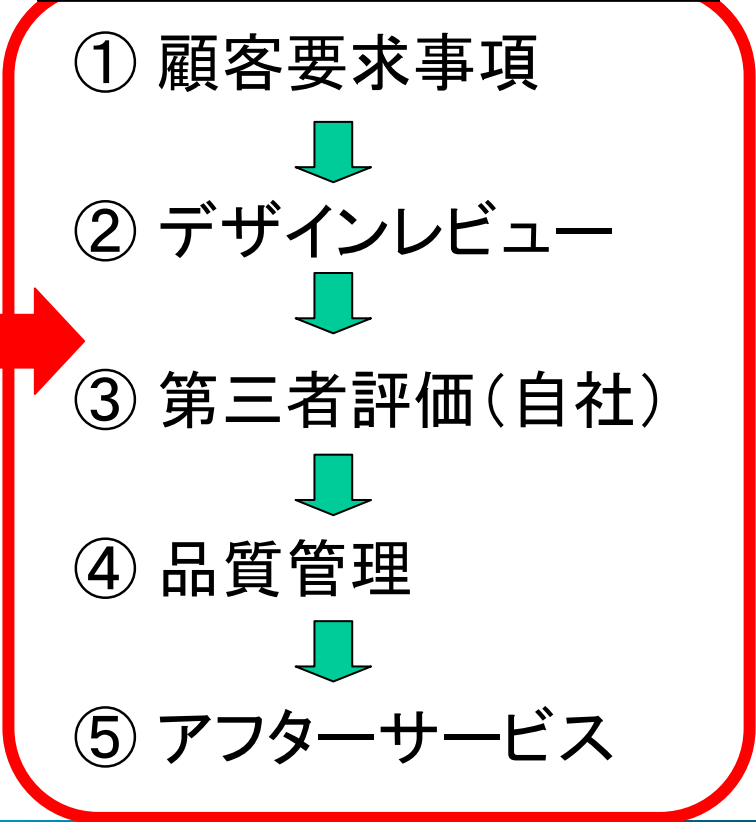 ① 顧客要求事項
② デザインレビュー
③ 第三者評価（自社）
④ 品質管理
⑤ アフターサービス